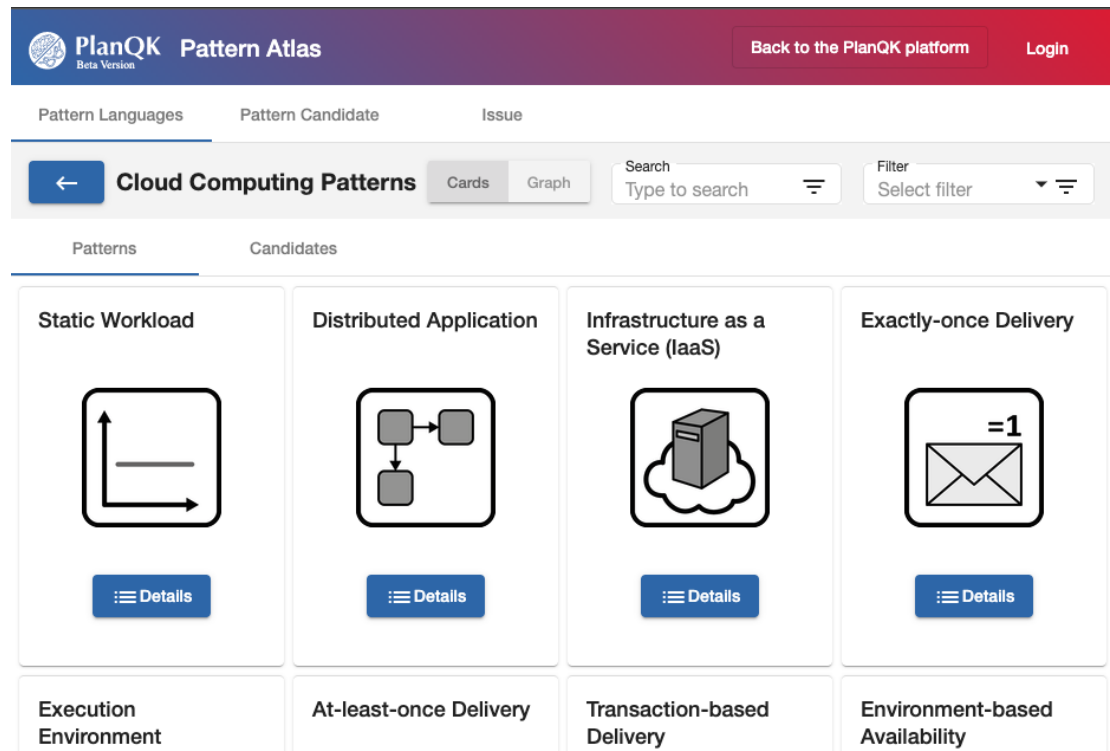 PlanQK Pattern Atlas
Beta Version
Back to the PlanQK platform
Login
Pattern Languages
Pattern Candidate
Issue
Cloud Computing Patterns
Cards
Graph
Search
Type to search
Filter
Select filter
Patterns
Candidates
Static Workload
Details
Distributed Application
Details
Infrastructure as a
Service (IaaS)
Details
Exactly-once Delivery
=1
Details
Execution
Environment
At-least-once Delivery
Transaction-based
Delivery
Environment-based
Availability